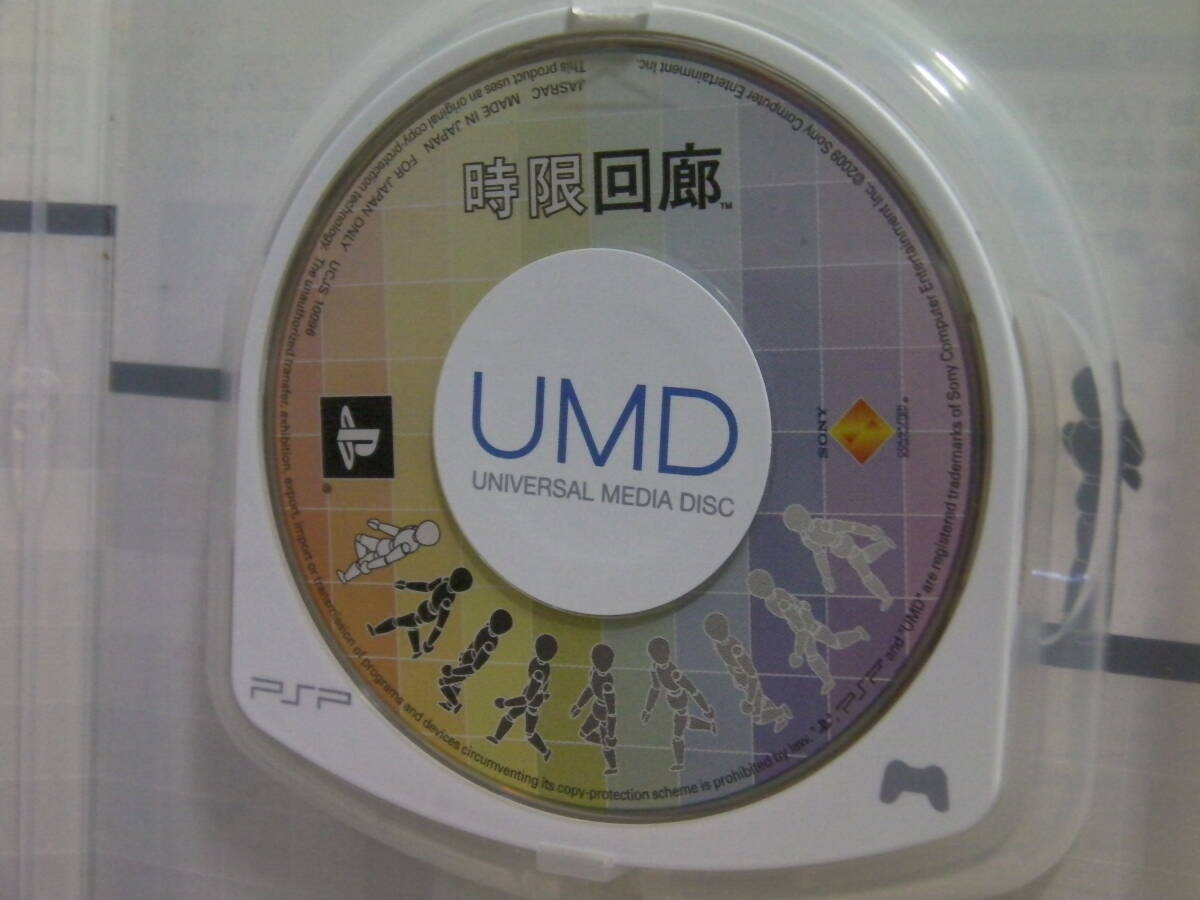 時限回廊™
UMD
UNIVERSAL MEDIA DISC
SONY
PSP
©2009 Sony Computer Entertainment Inc.
JASRAC MADE IN JAPAN FOR JAPAN ONLY UCJS 10096
This product uses an original copy-protection technology. The unauthorized transfer, exhibition, export, import or transmission of programs and devices circumventing its copy-protection scheme is prohibited by law. " ", "PSP" and "UMD" are registered trademarks of Sony Computer Entertainment Inc.